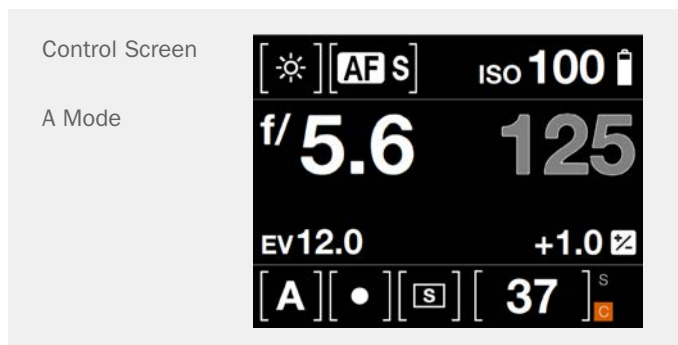 Control Screen
A Mode
[ ][AF S] ISO 100
f/5.6 125
EV12.0 +1.0
[A][●][S][ 37 ] S
C